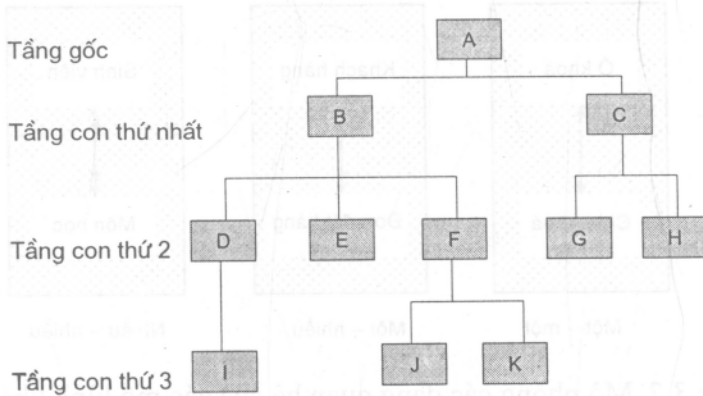 A
Tầng gốc
B C
Tầng con thứ nhất
D E F G H
Tầng con thứ 2
I J K
Tầng con thứ 3